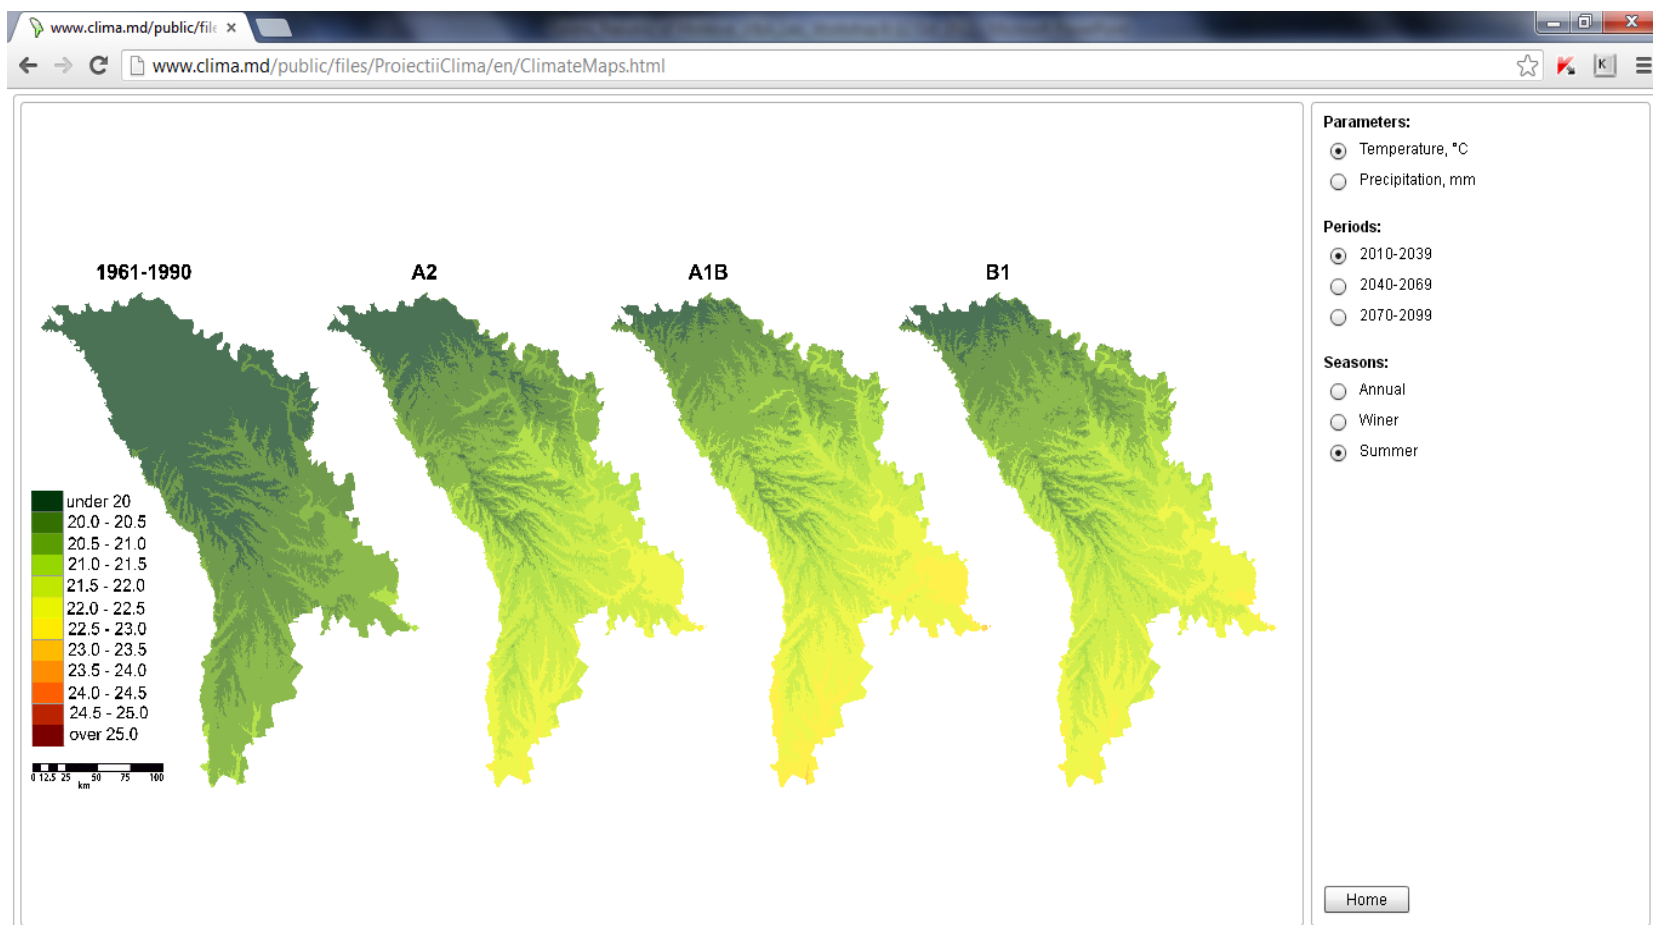 www.clima.md/public/file
www.clima.md/public/files/ProiectiiClima/en/ClimateMaps.html
K
1961-1990
A2
A1B
B1
under 20
20.0 - 20.5
20.5 - 21.0
21.0 - 21.5
21.5 - 22.0
22.0 - 22.5
22.5 - 23.0
23.0 - 23.5
23.5 - 24.0
24.0 - 24.5
24.5 - 25.0
over 25.0
0 12.5 25 50 75 100
km
Parameters:
Temperature, °C
Precipitation, mm
Periods:
2010-2039
2040-2069
2070-2099
Seasons:
Annual
Winer
Summer
Home